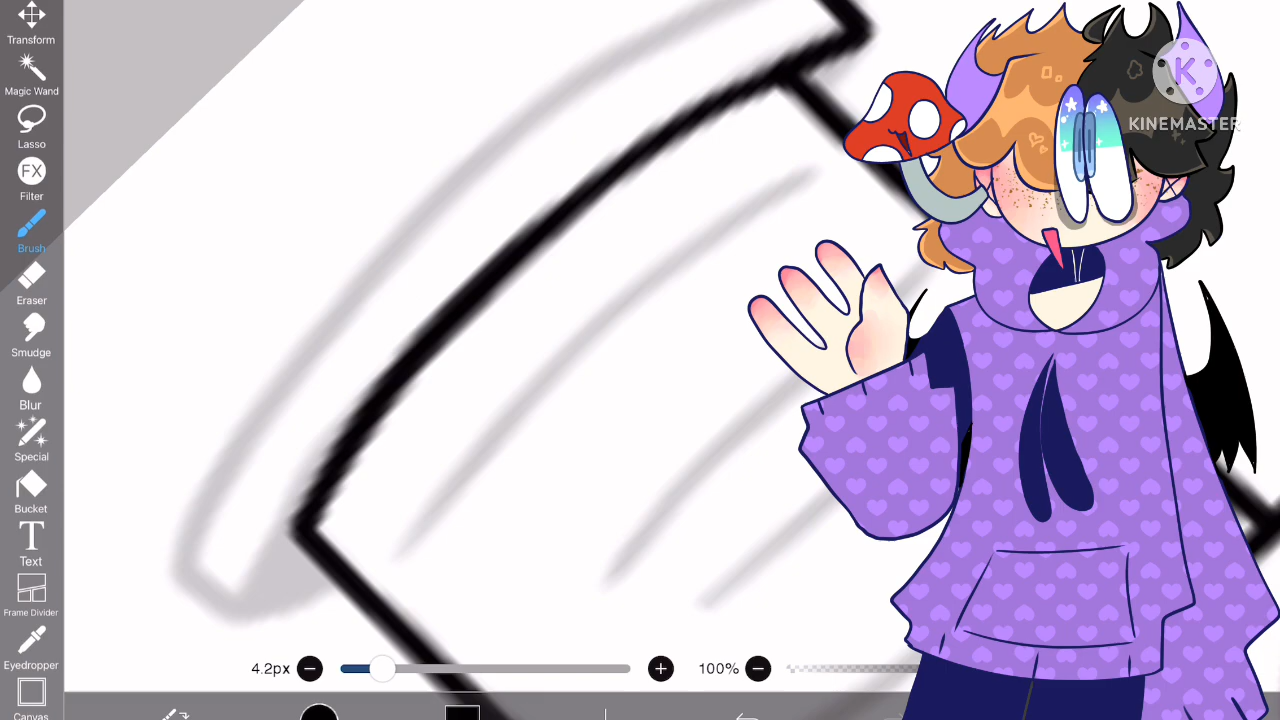 Transform
Magic Wand
Lasso
FX
Filter
Brush
Eraser
Smudge
Blur
Special
Bucket
T
Text
Frame Divider
Eyedropper
Canvas
4.2px
100%
K
KINEMASTER